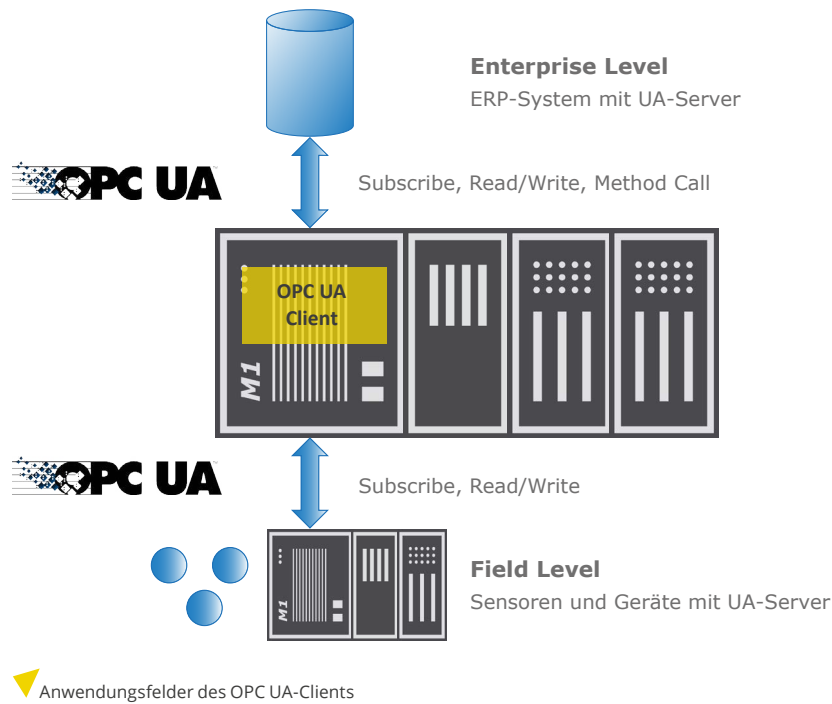 Enterprise Level
ERP-System mit UA-Server
OPC UA
Subscribe, Read/Write, Method Call
OPC UA
Client
M1
OPC UA
Subscribe, Read/Write
M1
Field Level
Sensoren und Geräte mit UA-Server
Anwendungsfelder des OPC UA-Clients